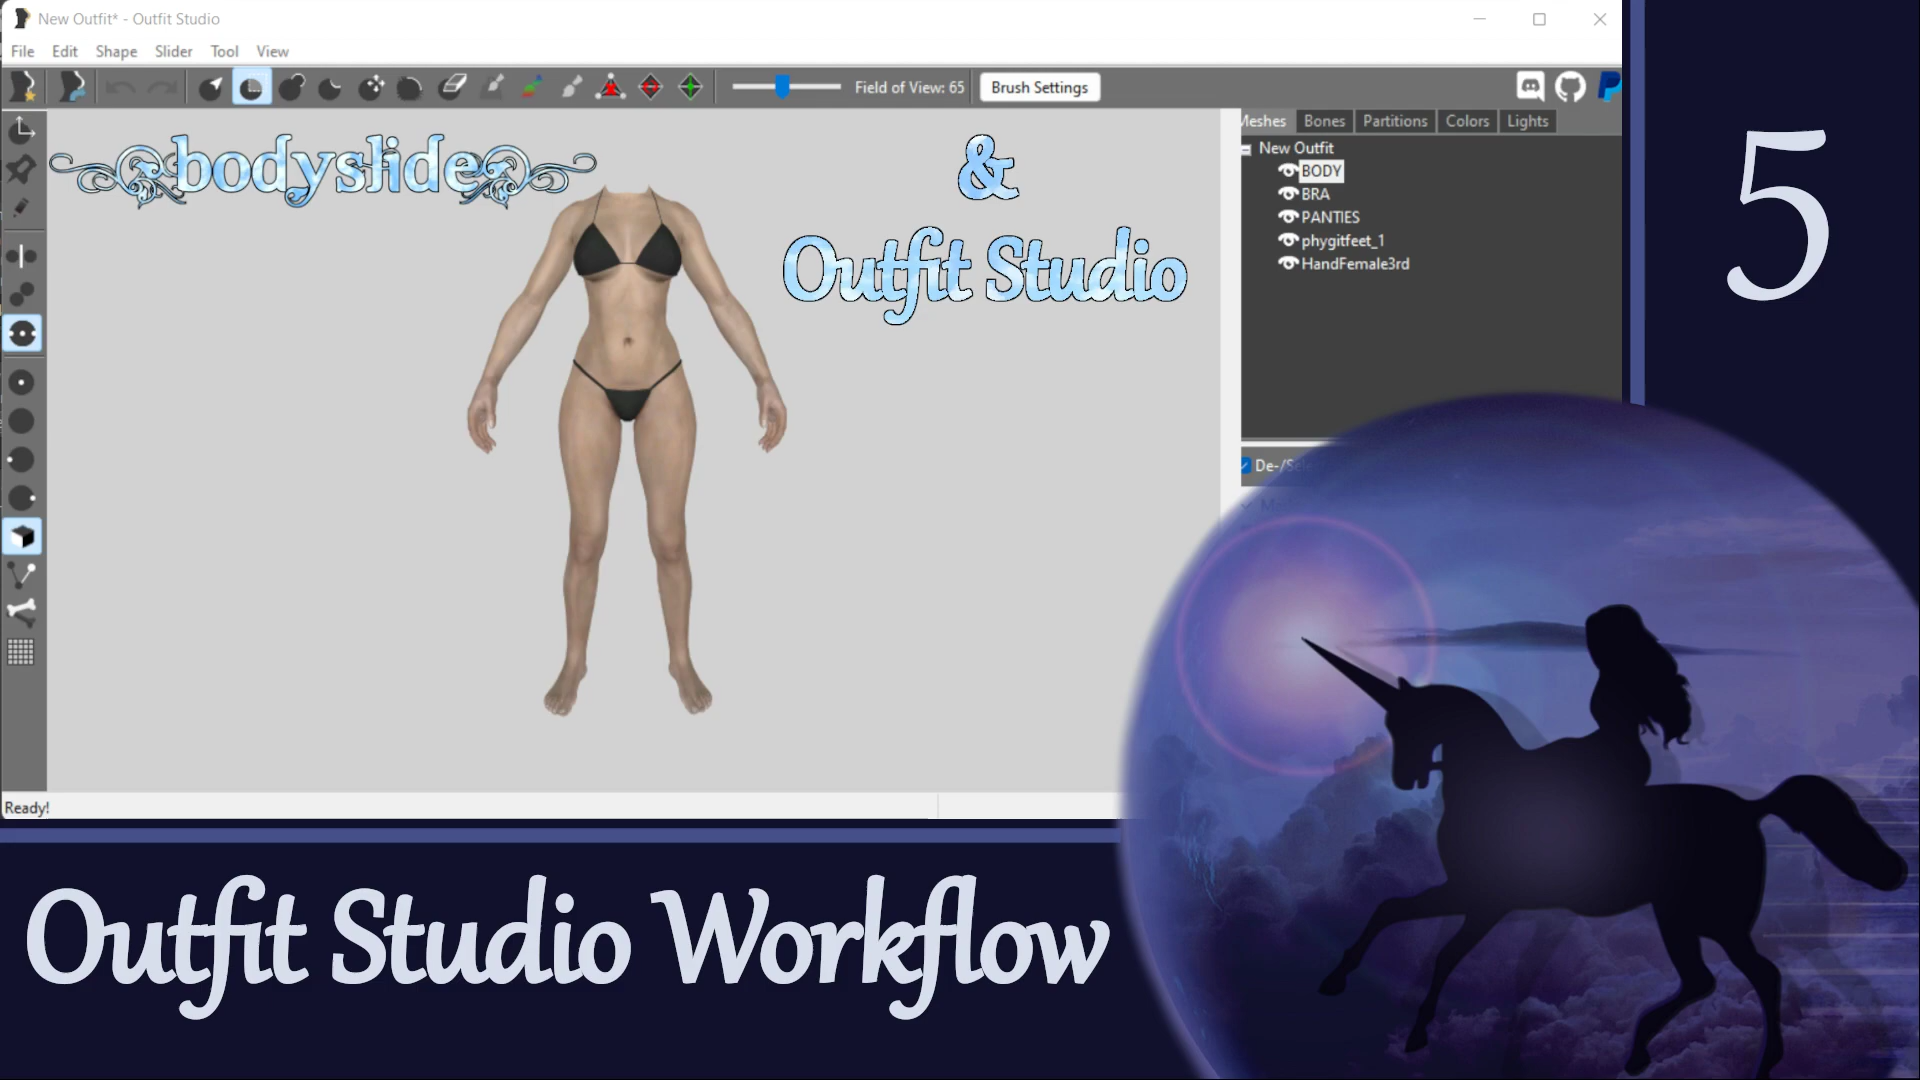 New Outfit* - Outfit Studio
File Edit Shape Slider Tool View
Field of View: 65 Brush Settings
Meshes Bones Partitions Colors Lights
New Outfit
BODY
BRA
PANTIES
phygitfeet_1
HandFemale3rd
bodyslide
&
Outfit Studio
5
Ready!
Outfit Studio Workflow